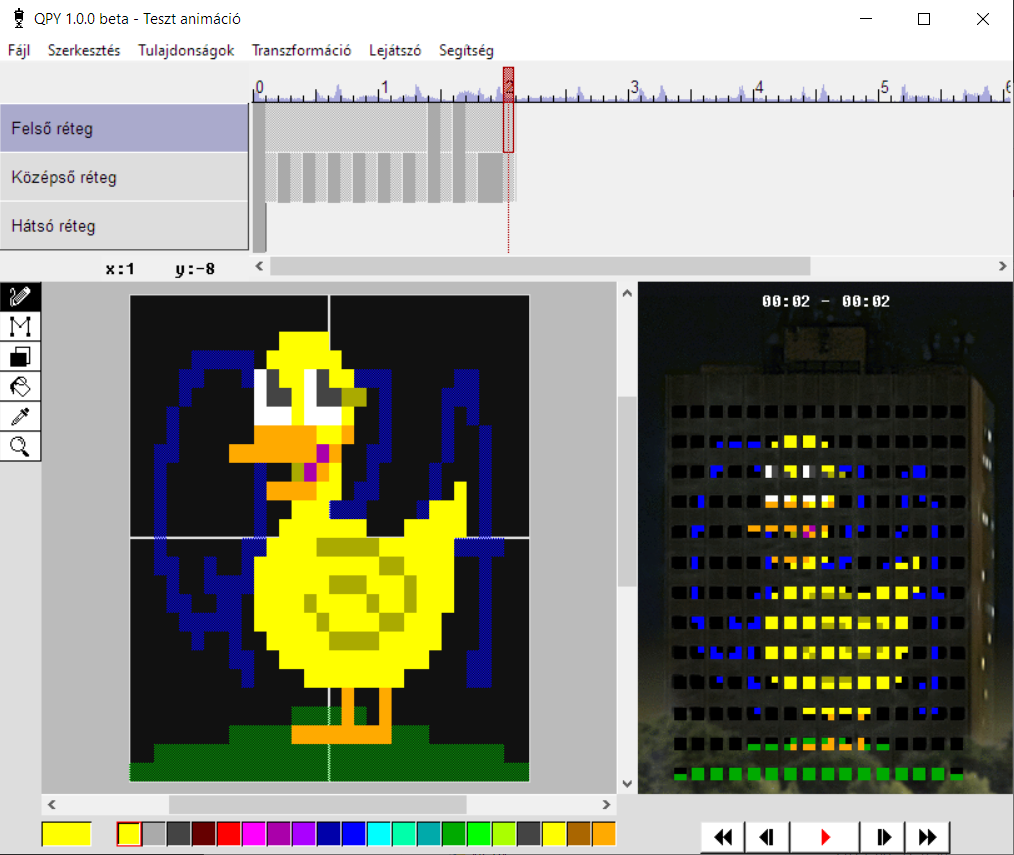 QPY 1.0.0 beta - Teszt animáció
Fájl Szerkesztés Tulajdonságok Transzformáció Lejátszó Segítség
0 1 2 3 4 5 6
Felső réteg
Középső réteg
Hátsó réteg
x:1 y:-8
00:02 - 00:02